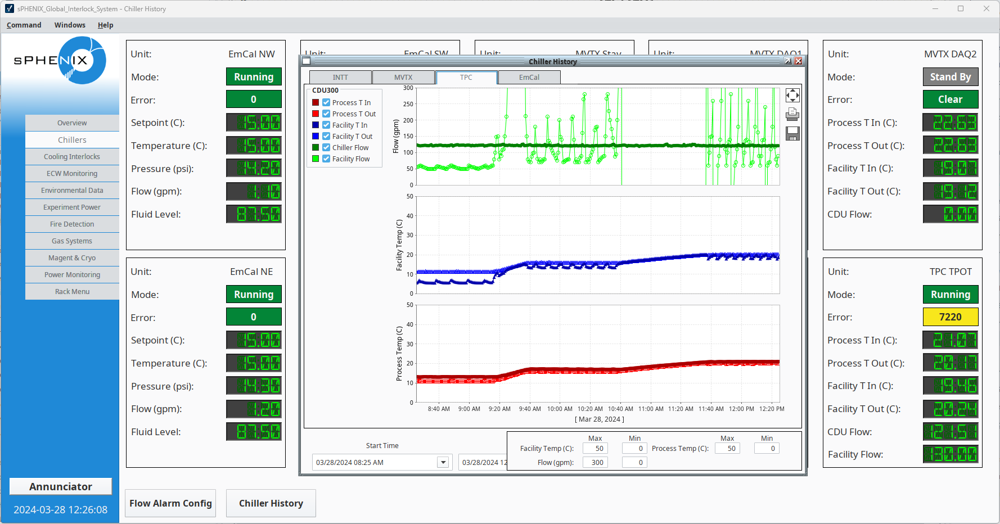 sPHENIX_Global_Interlock_System - Chiller History
Command Windows Help
sPHENIX
Overview
Chillers
Cooling Interlocks
ECW Monitoring
Environmental Data
Experiment Power
Fire Detection
Gas Systems
Magent & Cryo
Power Monitoring
Rack Menu
Annunciator
2024-03-28 12:26:08
Unit: EmCal NW
Mode: Running
Error: 0
Setpoint (C): 15.00
Temperature (C): 15.00
Pressure (psi): 14.20
Flow (gpm): 1.10
Fluid Level: 87.50
Unit: EmCal NE
Mode: Running
Error: 0
Setpoint (C): 15.00
Temperature (C): 15.00
Pressure (psi): 14.30
Flow (gpm): 1.20
Fluid Level: 87.50
Unit: EmCal SW
Unit: MVTX Stav
Unit: MVTX DAQ1
Chiller History
INTT MVTX TPC EmCal
CDU300
Process T In
Process T Out
Facility T In
Facility T Out
Chiller Flow
Facility Flow
Flow (gpm)
300
250
200
150
100
50
0
Facility Temp (C)
50
40
30
20
10
0
Process Temp (C)
50
40
30
20
10
0
8:40 AM 9:00 AM 9:20 AM 9:40 AM 10:00 AM 10:20 AM 10:40 AM 11:00 AM 11:20 AM 11:40 AM 12:00 PM 12:20 PM
[ Mar 28, 2024 ]
Start Time
03/28/2024 08:25 AM
03/28/2024 12
Max Min Max Min
Facility Temp (C): 50 0 Process Temp (C): 50 0
Flow (gpm): 300 0
Unit: MVTX DAQ2
Mode: Stand By
Error: Clear
Process T In (C): 22.63
Process T Out (C): 22.63
Facility T In (C): 19.07
Facility T Out (C): 19.12
CDU Flow: 0.00
Unit: TPC TPOT
Mode: Running
Error: 7220
Process T In (C): 21.07
Process T Out (C): 20.17
Facility T In (C): 19.46
Facility T Out (C): 20.24
CDU Flow: 121.51
Facility Flow: 130.00
Flow Alarm Config
Chiller History